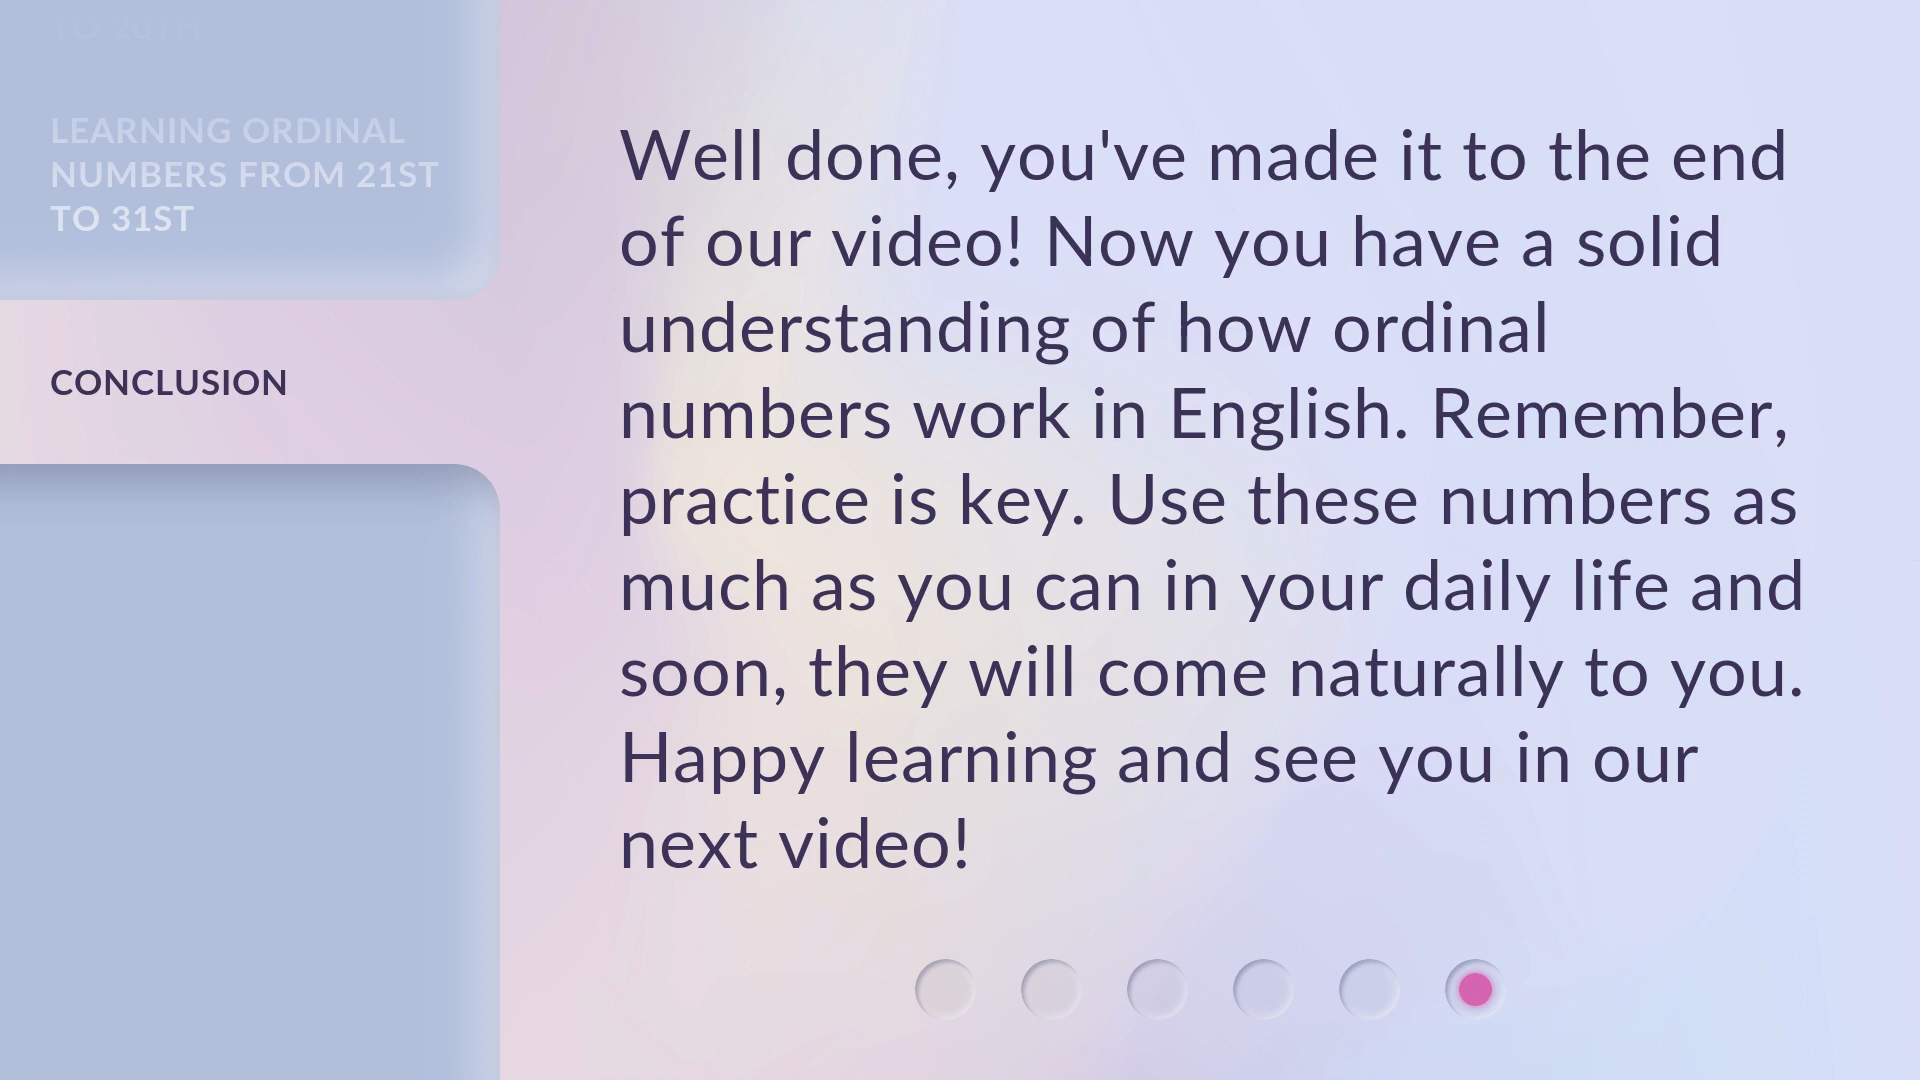 TO 20TH
LEARNING ORDINAL
NUMBERS FROM 21ST
TO 31ST
CONCLUSION
Well done, you've made it to the end
of our video! Now you have a solid
understanding of how ordinal
numbers work in English. Remember,
practice is key. Use these numbers as
much as you can in your daily life and
soon, they will come naturally to you.
Happy learning and see you in our
next video!